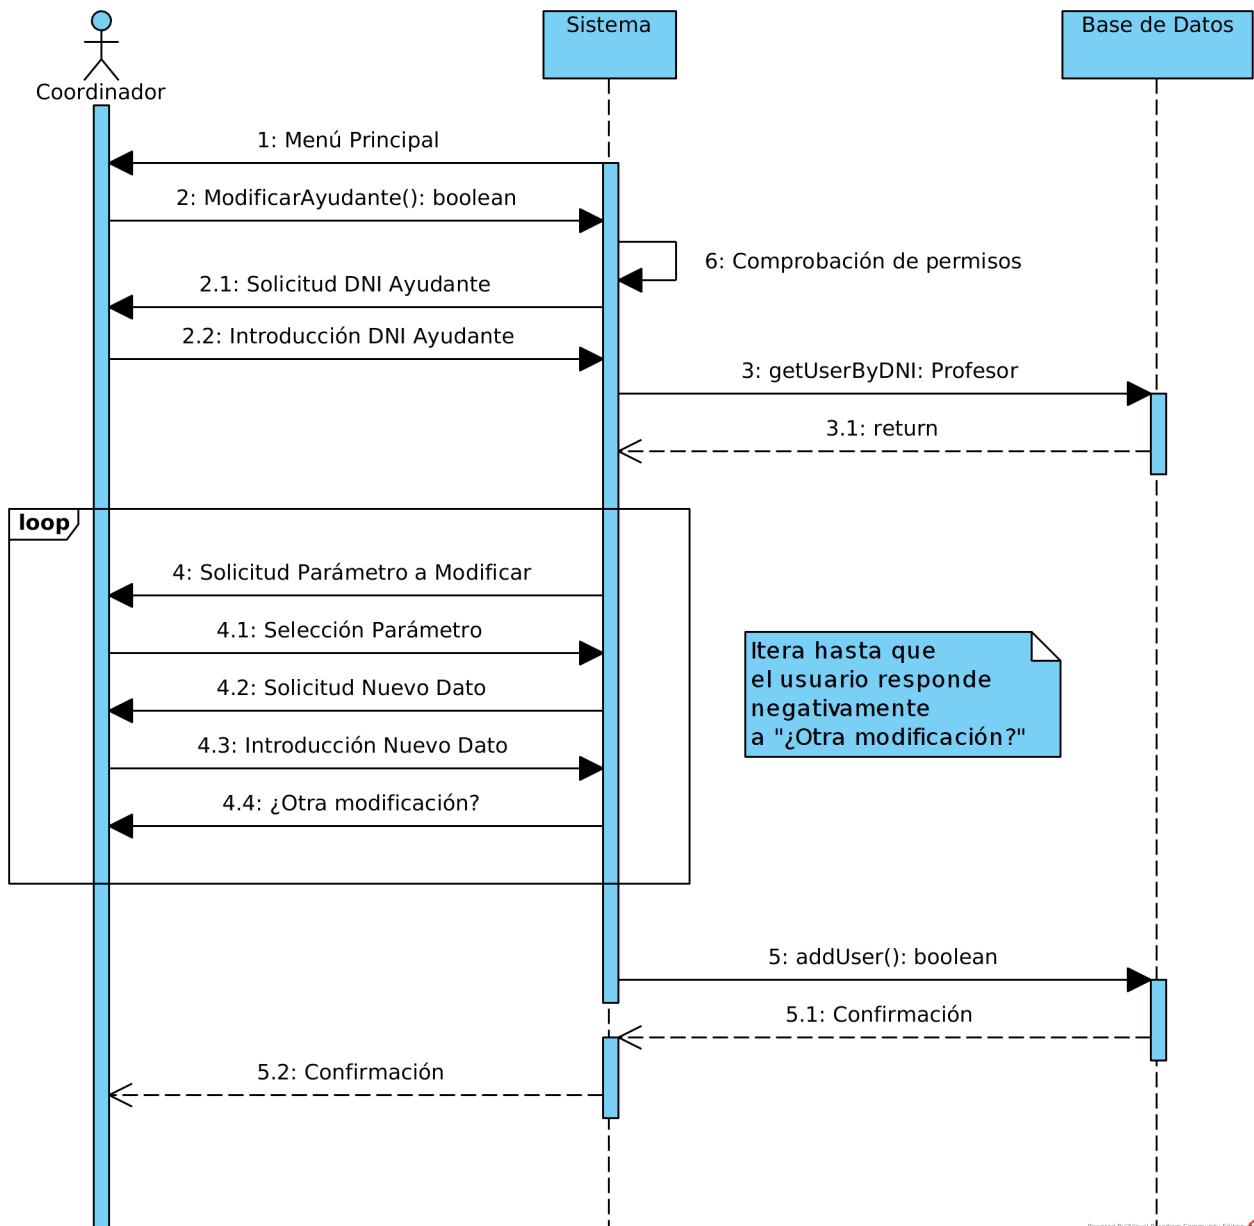 Sistema
Base de Datos
Coordinador
1: Menú Principal
2: ModificarAyudante(): boolean
6: Comprobación de permisos
2.1: Solicitud DNI Ayudante
2.2: Introducción DNI Ayudante
3: getUserByDNI: Profesor
3.1: return
loop
4: Solicitud Parámetro a Modificar
4.1: Selección Parámetro
4.2: Solicitud Nuevo Dato
4.3: Introducción Nuevo Dato
4.4: ¿Otra modificación?
Itera hasta que
el usuario responde
negativamente
a "¿Otra modificación?"
5: addUser(): boolean
5.1: Confirmación
5.2: Confirmación